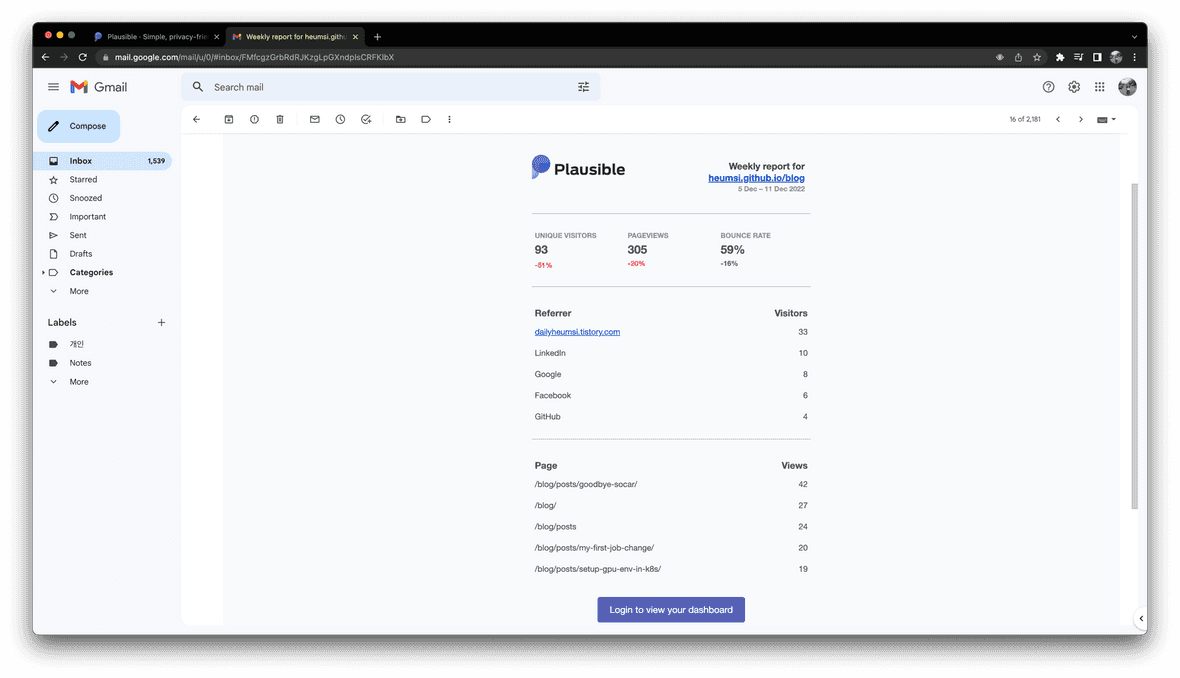 Plausible · Simple, privacy-frie
Weekly report for heumsi.gith
mail.google.com/mail/u/0/#inbox/FMfcgzGrbRdRJKzgLpGXndplsCRFKlbX
Gmail
Search mail
Compose
16 of 2,181
Inbox 1,539
Starred
Snoozed
Important
Sent
Drafts
Categories
More
Labels
개인
Notes
More
Plausible
Weekly report for
heumsi.github.io/blog
5 Dec – 11 Dec 2022
UNIQUE VISITORS PAGEVIEWS BOUNCE RATE
93 305 59%
-51% -20% -16%
Referrer Visitors
dailyheumsi.tistory.com 33
LinkedIn 10
Google 8
Facebook 6
GitHub 4
Page Views
/blog/posts/goodbye-socar/ 42
/blog/ 27
/blog/posts 24
/blog/posts/my-first-job-change/ 20
/blog/posts/setup-gpu-env-in-k8s/ 19
Login to view your dashboard